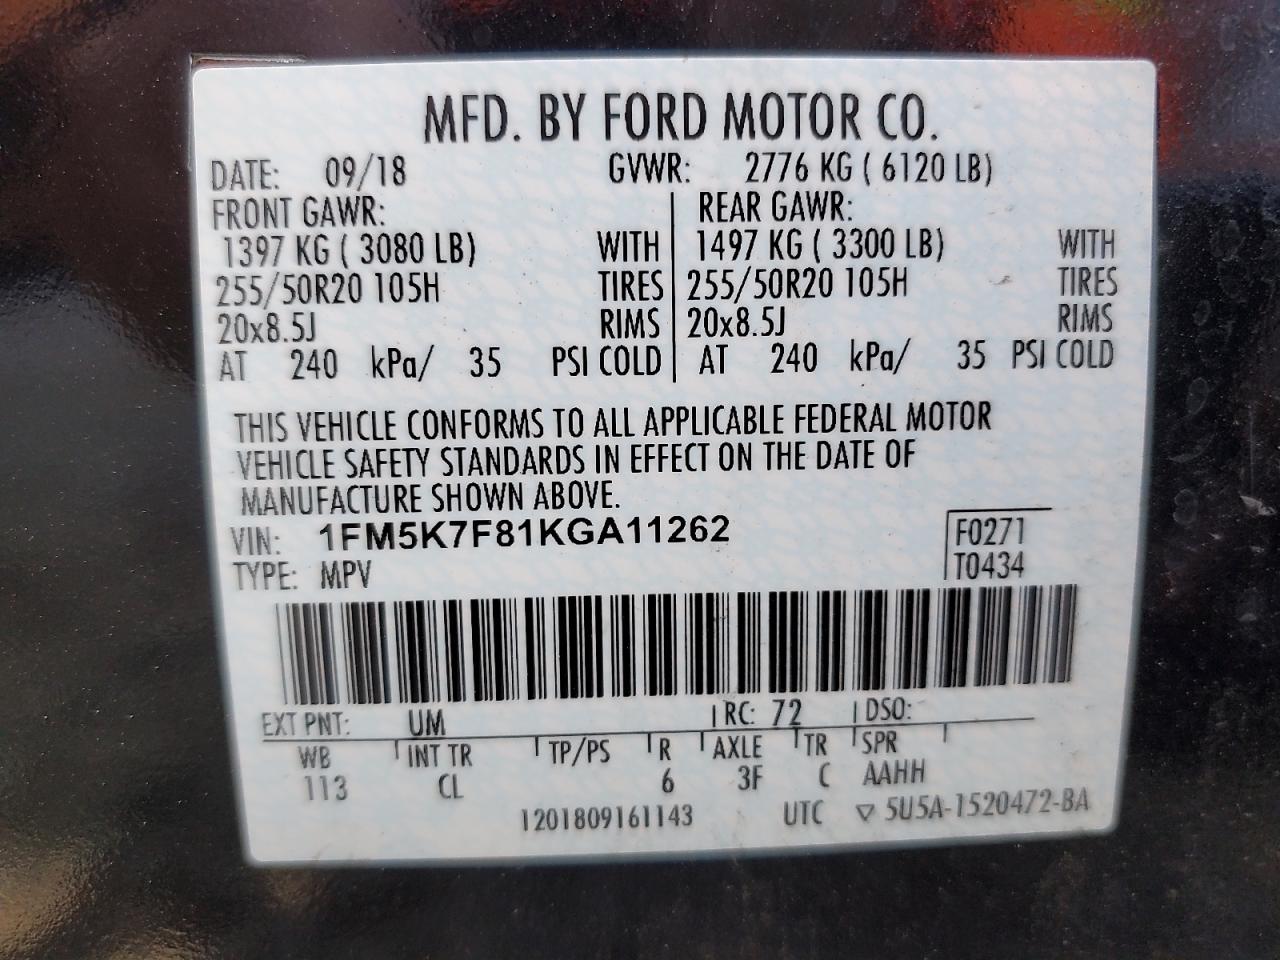 MFD. BY FORD MOTOR CO.
DATE: 09/18 GVWR: 2776 KG ( 6120 LB)
FRONT GAWR: REAR GAWR:
1397 KG ( 3080 LB) WITH 1497 KG ( 3300 LB) WITH
255/50R20 105H TIRES 255/50R20 105H TIRES
20x8.5J RIMS 20x8.5J RIMS
AT 240 kPa/ 35 PSI COLD AT 240 kPa/ 35 PSI COLD
THIS VEHICLE CONFORMS TO ALL APPLICABLE FEDERAL MOTOR
VEHICLE SAFETY STANDARDS IN EFFECT ON THE DATE OF
MANUFACTURE SHOWN ABOVE.
VIN: 1FM5K7F81KGA11262 F0271
TYPE: MPV T0434
EXT PNT: UM RC: 72 DSO:
WB INT TR TP/PS R AXLE TR SPR
113 CL 6 3F C AAHH
1201809161143 UTC ▽ 5U5A-1520472-BA